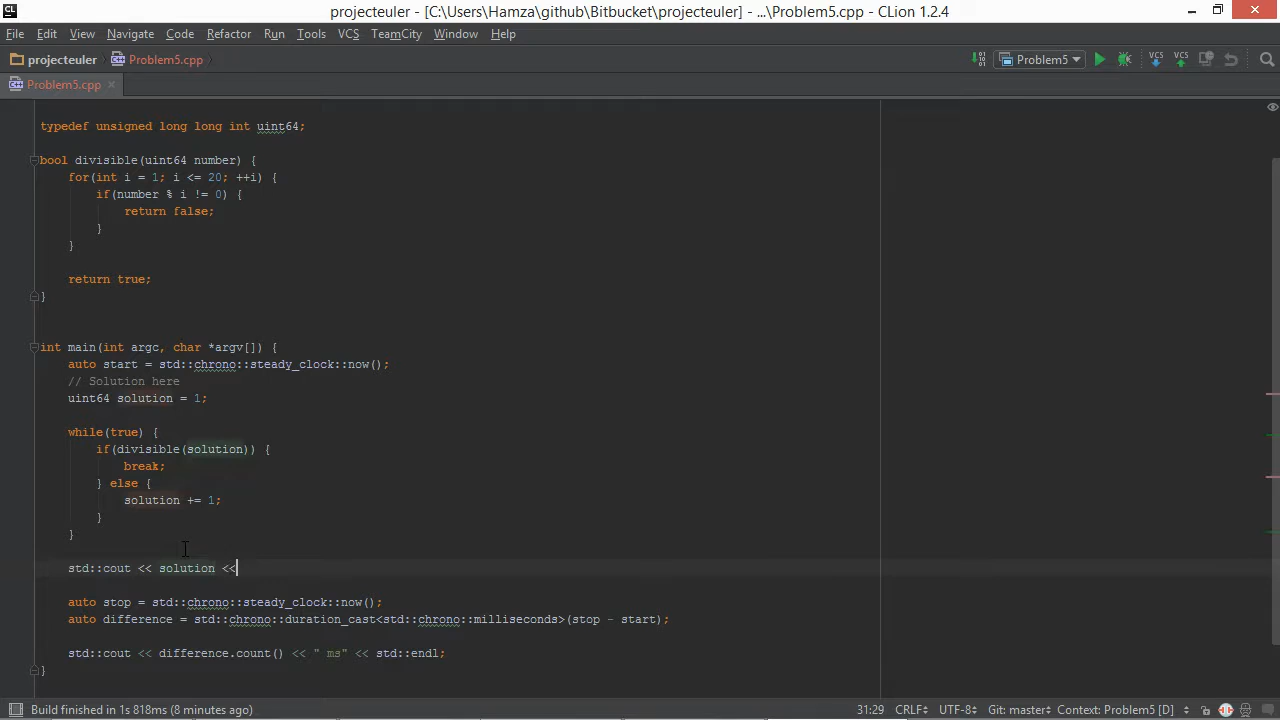 CL
projecteuler - [C:\Users\Hamza\github\Bitbucket\projecteuler] - ...\Problem5.cpp - CLion 1.2.4
File Edit View Navigate Code Refactor Run Tools VCS TeamCity Window Help
projecteuler Problem5.cpp Problem5 VCS VCS
Problem5.cpp
typedef unsigned long long int uint64;
bool divisible(uint64 number) {
for(int i = 1; i <= 20; ++i) {
if(number % i != 0) {
return false;
}
}
return true;
}
int main(int argc, char *argv[]) {
auto start = std::chrono::steady_clock::now();
// Solution here
uint64 solution = 1;
while(true) {
if(divisible(solution)) {
break;
} else {
solution += 1;
}
}
std::cout << solution <<
auto stop = std::chrono::steady_clock::now();
auto difference = std::chrono::duration_cast<std::chrono::milliseconds>(stop - start);
std::cout << difference.count() << " ms" << std::endl;
}
Build finished in 1s 818ms (8 minutes ago) 31:29 CRLF UTF-8 Git: master Context: Problem5 [D]